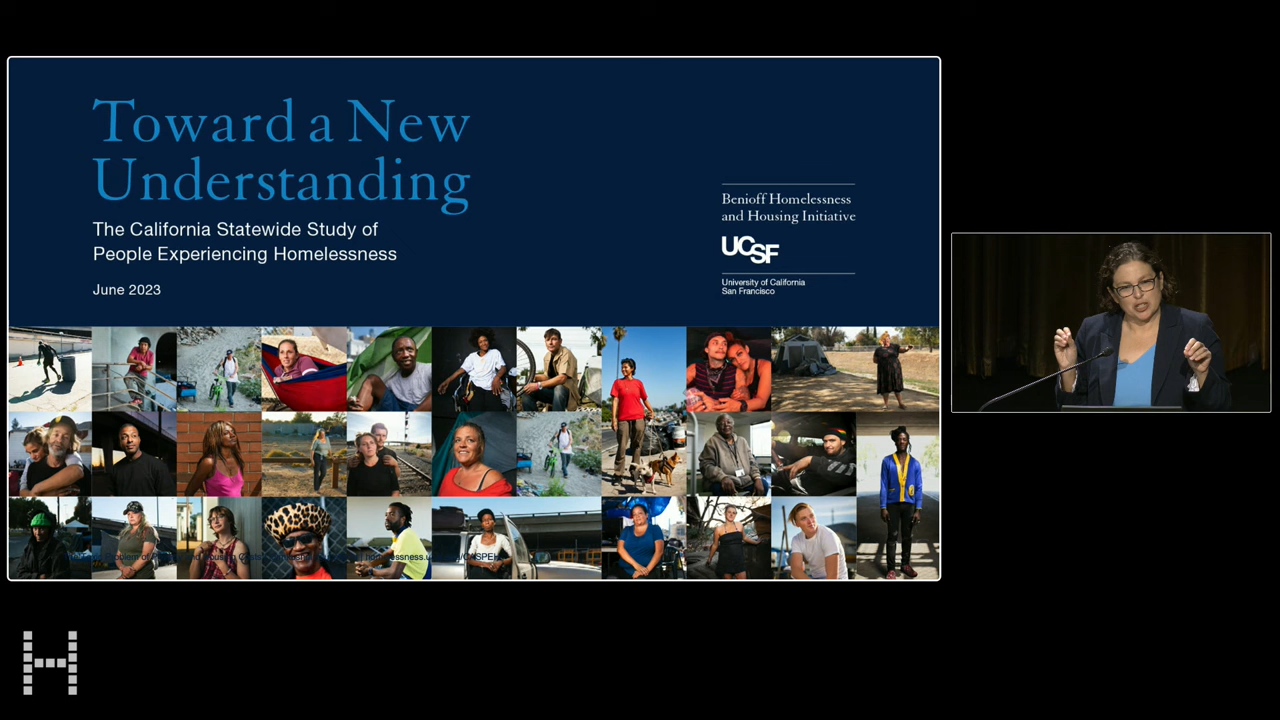 Toward a New
Understanding
The California Statewide Study of
People Experiencing Homelessness
June 2023
Benioff Homelessness
and Housing Initiative
UCSF
University of California
San Francisco
H